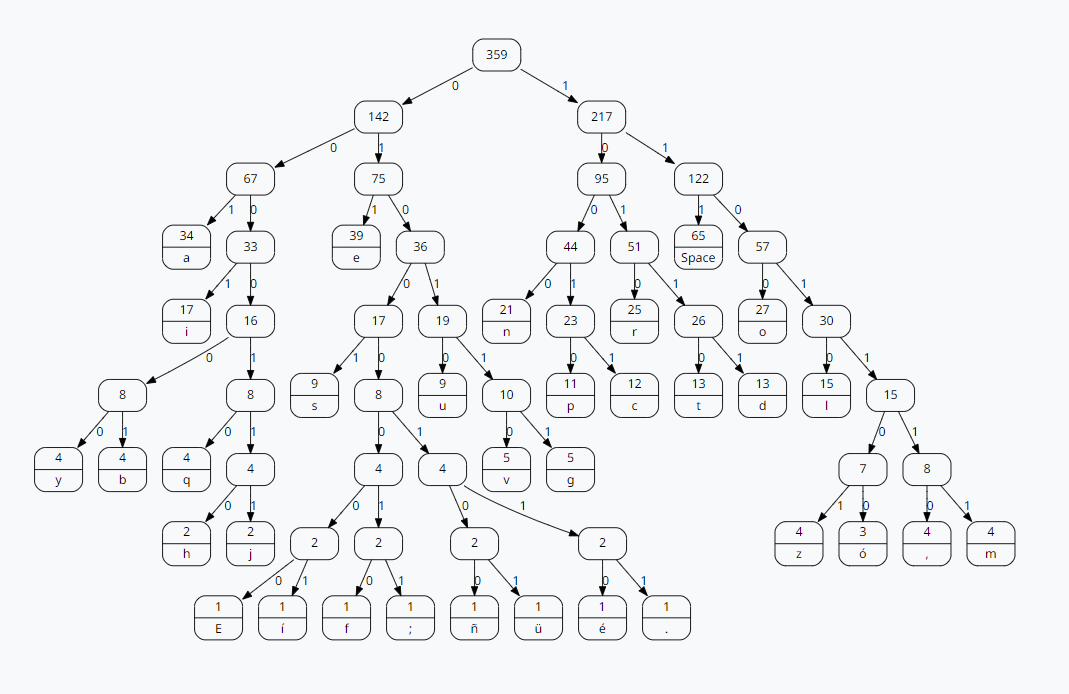 359
0 1
142 217
0 1 0 1
67 75 95 122
1 0 1 0 0 1 1 0
34 a 33 39 e 36 44 51 65 Space 57
1 0 0 1 0 1 0 1 0 1
17 i 16 17 19 21 n 23 25 r 26 27 o 30
0 1 1 0 0 1 0 1 0 1 0 1
8 8 9 s 8 9 u 10 11 p 12 c 13 t 13 d 15 l 15
0 1 0 1 0 1 0 1 0 1
4 y 4 b 4 q 4 4 4 5 v 5 g 7 8
0 1 0 1 0 1 1 0 0 1
2 h 2 j 2 2 2 2 4 z 3 ó 4 , 4 m
0 1 0 1 0 1 0 1
1 E 1 í 1 f 1 ; 1 ñ 1 ü 1 é 1 .